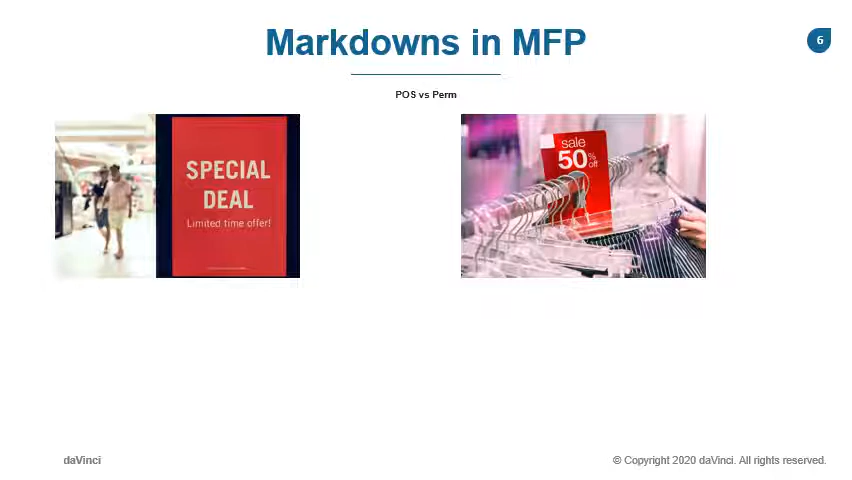 Markdowns in MFP
6
POS vs Perm
SPECIAL
DEAL
Limited time offer!
sale
50% off
daVinci
© Copyright 2020 daVinci. All rights reserved.